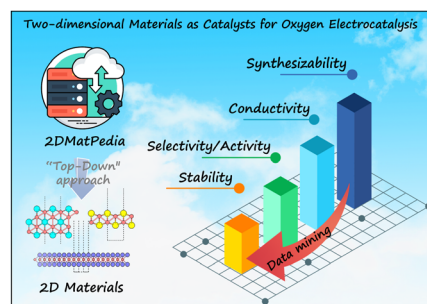 Two-dimensional Materials as Catalysts for Oxygen Electrocatalysis
Synthesizability
Conductivity
2DMatPedia
Selectivity/Activity
"Top-Down"
approach
Stability
Data mining
2D Materials